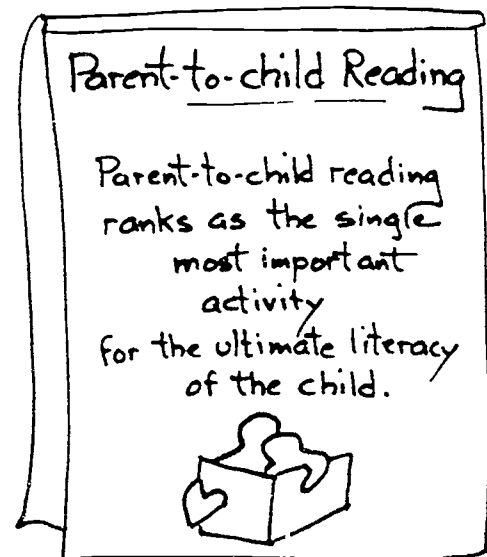 Parent-to-child Reading
Parent-to-child reading
ranks as the single
most important
activity
for the ultimate literacy
of the child.